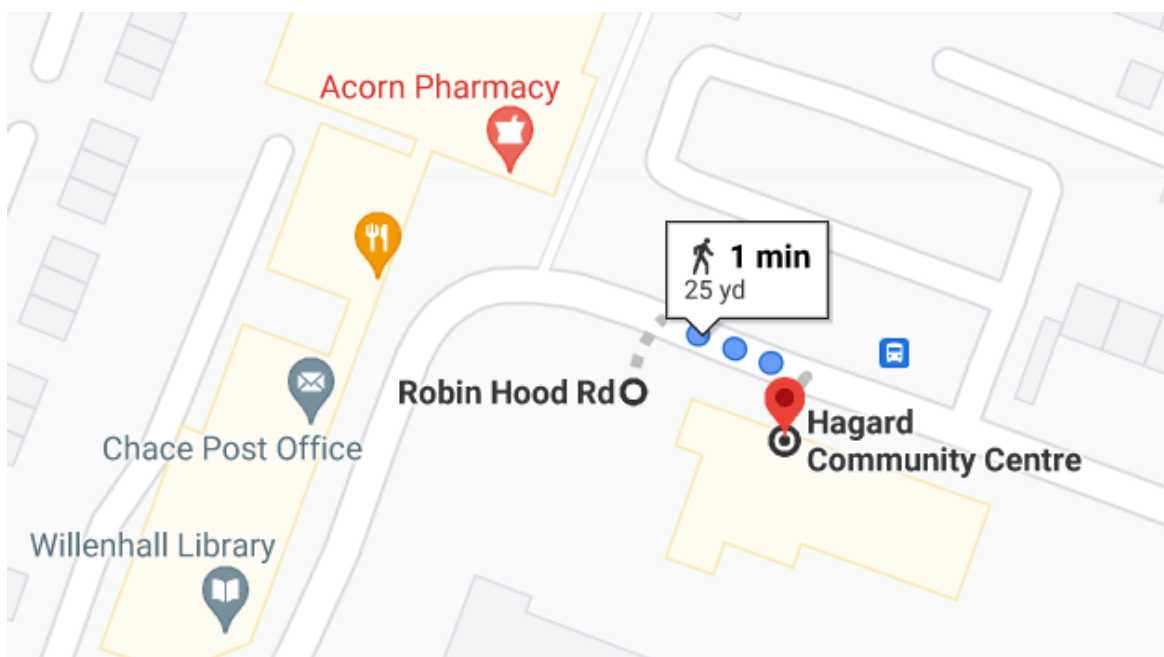 Acorn Pharmacy
1 min
25 yd
Robin Hood Rd
Hagard
Community Centre
Chace Post Office
Willenhall Library